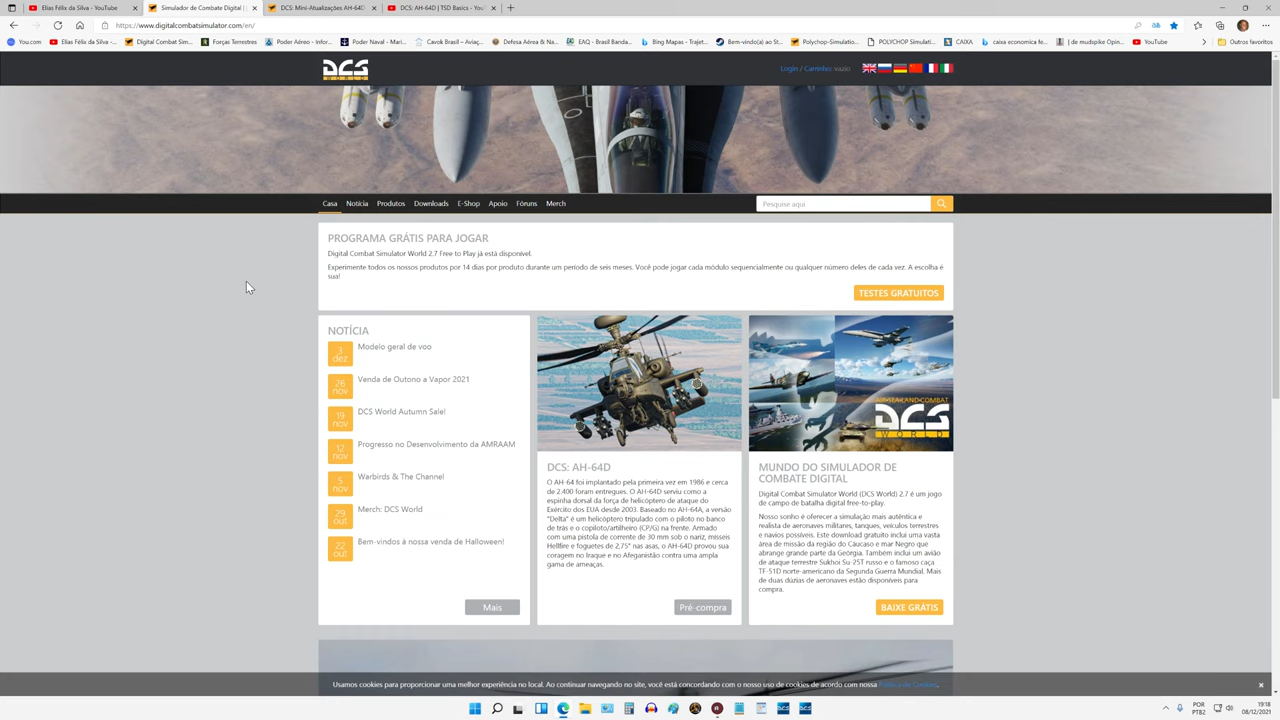 Elias Félix da Silva - YouTube
Simulador de Combate Digital |
DCS: Mini-Atualizações AH-64D
DCS: AH-64D | TSD Basics - You
https://www.digitalcombatsimulator.com/en/
You.com
Elias Félix da Silva -...
Digital Combat Sim...
Forças Terrestres
Poder Aéreo - Infor...
Poder Naval - Mari...
Cavok Brasil – Aviaç...
Defesa Aérea & Na...
EAQ - Brasil Banda...
Bing Mapas - Trajet...
Bem-vindo(a) ao St...
Polychop-Simulatio...
POLYCHOP Simulati...
CAIXA
caixa economica fe...
| de mudspike Opin...
YouTube
Outros favoritos
DCS
WORLD
Login / Carrinho: vazio
Casa
Notícia
Produtos
Downloads
E-Shop
Apoio
Fóruns
Merch
Pesquise aqui
PROGRAMA GRÁTIS PARA JOGAR
Digital Combat Simulator World 2.7 Free to Play já está disponível.
Experimente todos os nossos produtos por 14 dias por produto durante um período de seis meses. Você pode jogar cada módulo sequencialmente ou qualquer número deles de cada vez. A escolha é
sua!
TESTES GRATUITOS
NOTÍCIA
3
dez
Modelo geral de voo
26
nov
Venda de Outono a Vapor 2021
19
nov
DCS World Autumn Sale!
12
nov
Progresso no Desenvolvimento da AMRAAM
5
nov
Warbirds & The Channel
29
out
Merch: DCS World
22
out
Bem-vindos à nossa venda de Halloween!
Mais
DCS: AH-64D
O AH-64 foi implantado pela primeira vez em 1986 e cerca
de 2,400 foram entregues. O AH-64D serviu como a
espinha dorsal da força de helicóptero de ataque do
Exército dos EUA desde 2003. Baseado no AH-64A, a versão
"Delta" é um helicóptero tripulado com o piloto no banco
de trás e o copiloto/artilheiro (CP/G) na frente. Armado
com uma pistola de corrente de 30 mm sob o nariz, mísseis
Hellfire e foguetes de 2,75" nas asas, o AH-64D provou sua
coragem no Iraque e no Afeganistão contra uma ampla
gama de ameaças.
Pré-compra
AIR LAND SEA COMBAT
DCS
WORLD
MUNDO DO SIMULADOR DE
COMBATE DIGITAL
Digital Combat Simulator World (DCS World) 2.7 é um jogo
de campo de batalha digital free-to-play.
Nosso sonho é oferecer a simulação mais autêntica e
realista de aeronaves militares, tanques, veículos terrestres
e navios possíveis. Este download gratuito inclui uma vasta
área de missão da região do Cáucaso e mar Negro que
abrange grande parte da Geórgia. Também inclui um avião
de ataque terrestre Sukhoi Su-25T russo e o famoso caça
TF-51D norte-americano da Segunda Guerra Mundial. Mais
de duas dúzias de aeronaves estão disponíveis para
compra.
BAIXE GRÁTIS
Usamos cookies para proporcionar uma melhor experiência no local. Ao continuar navegando no site, você está concordando com o nosso uso de cookies de acordo com nossa Política de Cookies.
POR
PTB2
19:18
08/12/2021